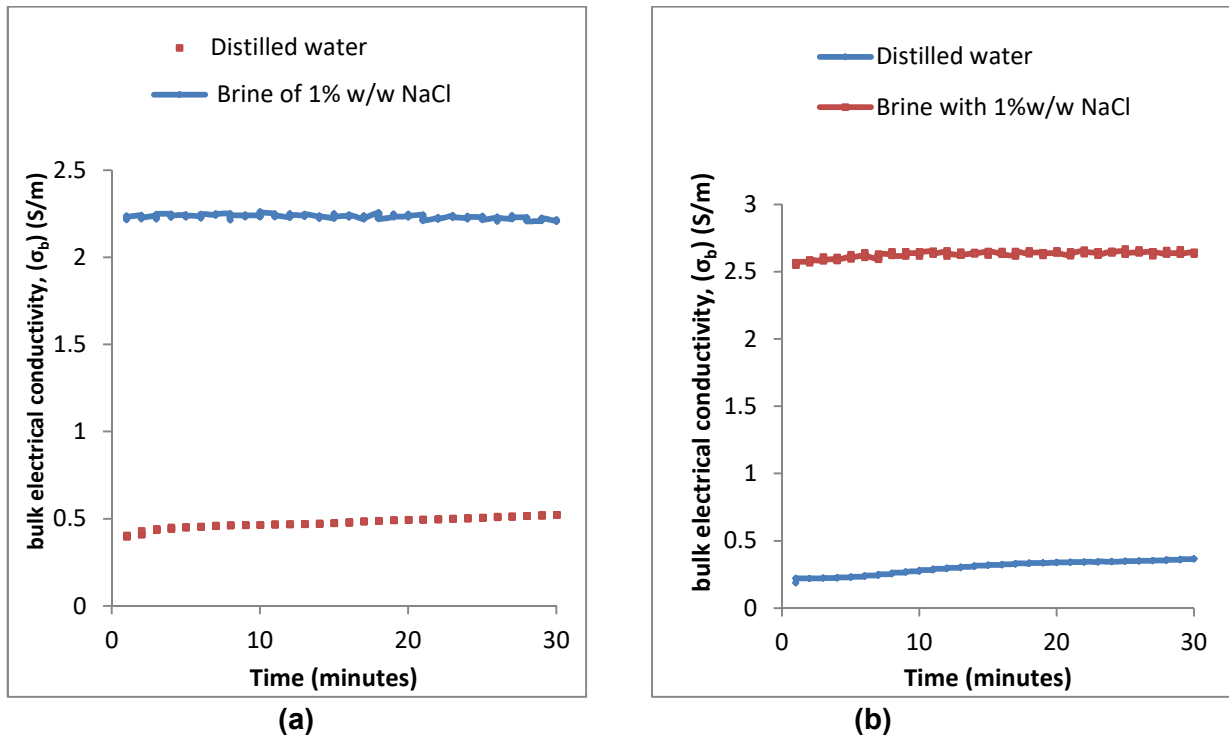 Distilled water
Brine of 1% w/w NaCl
bulk electrical conductivity, (σb) (S/m)
2.5
2
1.5
1
0.5
0
0 10 20 30
Time (minutes)
(a)
Distilled water
Brine with 1%w/w NaCl
bulk electrical conductivity, (σb) (S/m)
3
2.5
2
1.5
1
0.5
0
0 10 20 30
Time (minutes)
(b)